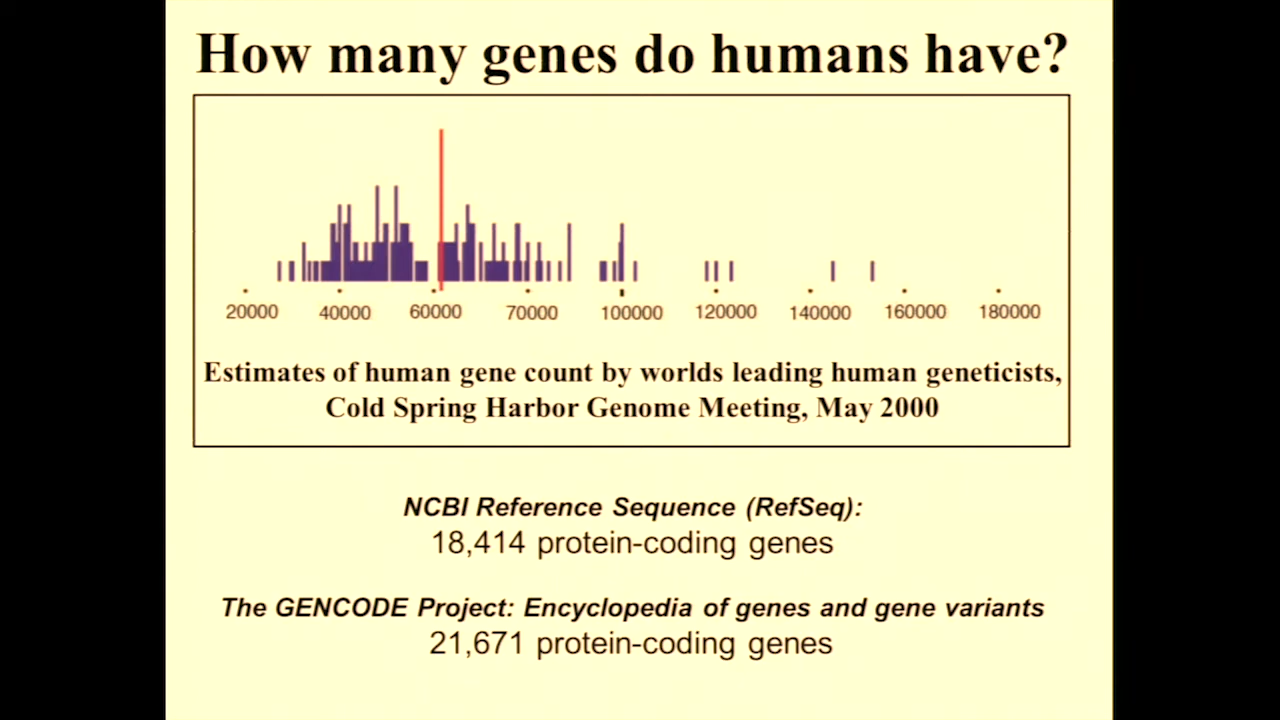 How many genes do humans have?
20000 40000 60000 70000 100000 120000 140000 160000 180000
Estimates of human gene count by worlds leading human geneticists,
Cold Spring Harbor Genome Meeting, May 2000
NCBI Reference Sequence (RefSeq):
18,414 protein-coding genes
The GENCODE Project: Encyclopedia of genes and gene variants
21,671 protein-coding genes